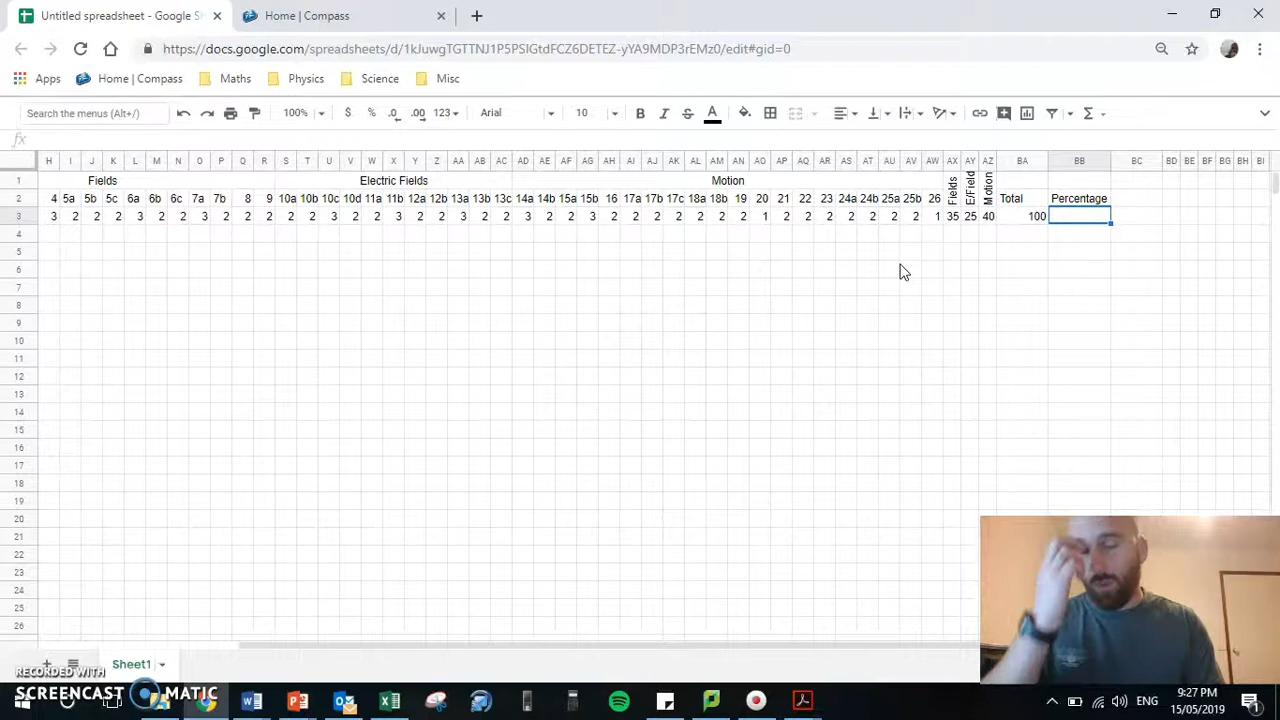 Untitled spreadsheet - Google Sh
Home | Compass
https://docs.google.com/spreadsheets/d/1kJuwgTGTTNJ1P5PSIGtdFCZ6DETEZ-yYA9MDP3rEMz0/edit#gid=0
Apps Home | Compass Maths Physics Science Misc
Search the menus (Alt+/) 100% $ % .0 .00 123 Arial 10 B I S A Σ
fx
H I J K L M N O P Q R S T U V W X Y Z AA AB AC AD AE AF AG AH AI AJ AK AL AM AN AO AP AQ AR AS AT AU AV AW AX AY AZ BA BB BC BD BE BF BG BH BI
1 Fields Electric Fields Motion Fields E/Field Motion
2 4 5a 5b 5c 6a 6b 6c 7a 7b 8 9 10a 10b 10c 10d 11a 11b 12a 12b 13a 13b 13c 14a 14b 15a 15b 16 17a 17b 17c 18a 18b 19 20 21 22 23 24a 24b 25a 25b 26 Total Percentage
3 3 2 2 2 3 2 2 3 2 2 2 2 2 3 2 2 3 2 2 3 2 2 3 2 2 3 2 2 2 2 2 2 2 1 2 2 2 2 2 2 2 1 35 25 40 100
4
5
6
7
8
9
10
11
12
13
14
15
16
17
18
19
20
21
22
23
24
25
26
Sheet1
RECORDED WITH
SCREENCAST MATIC
ENG
9:27 PM
15/05/2019
1